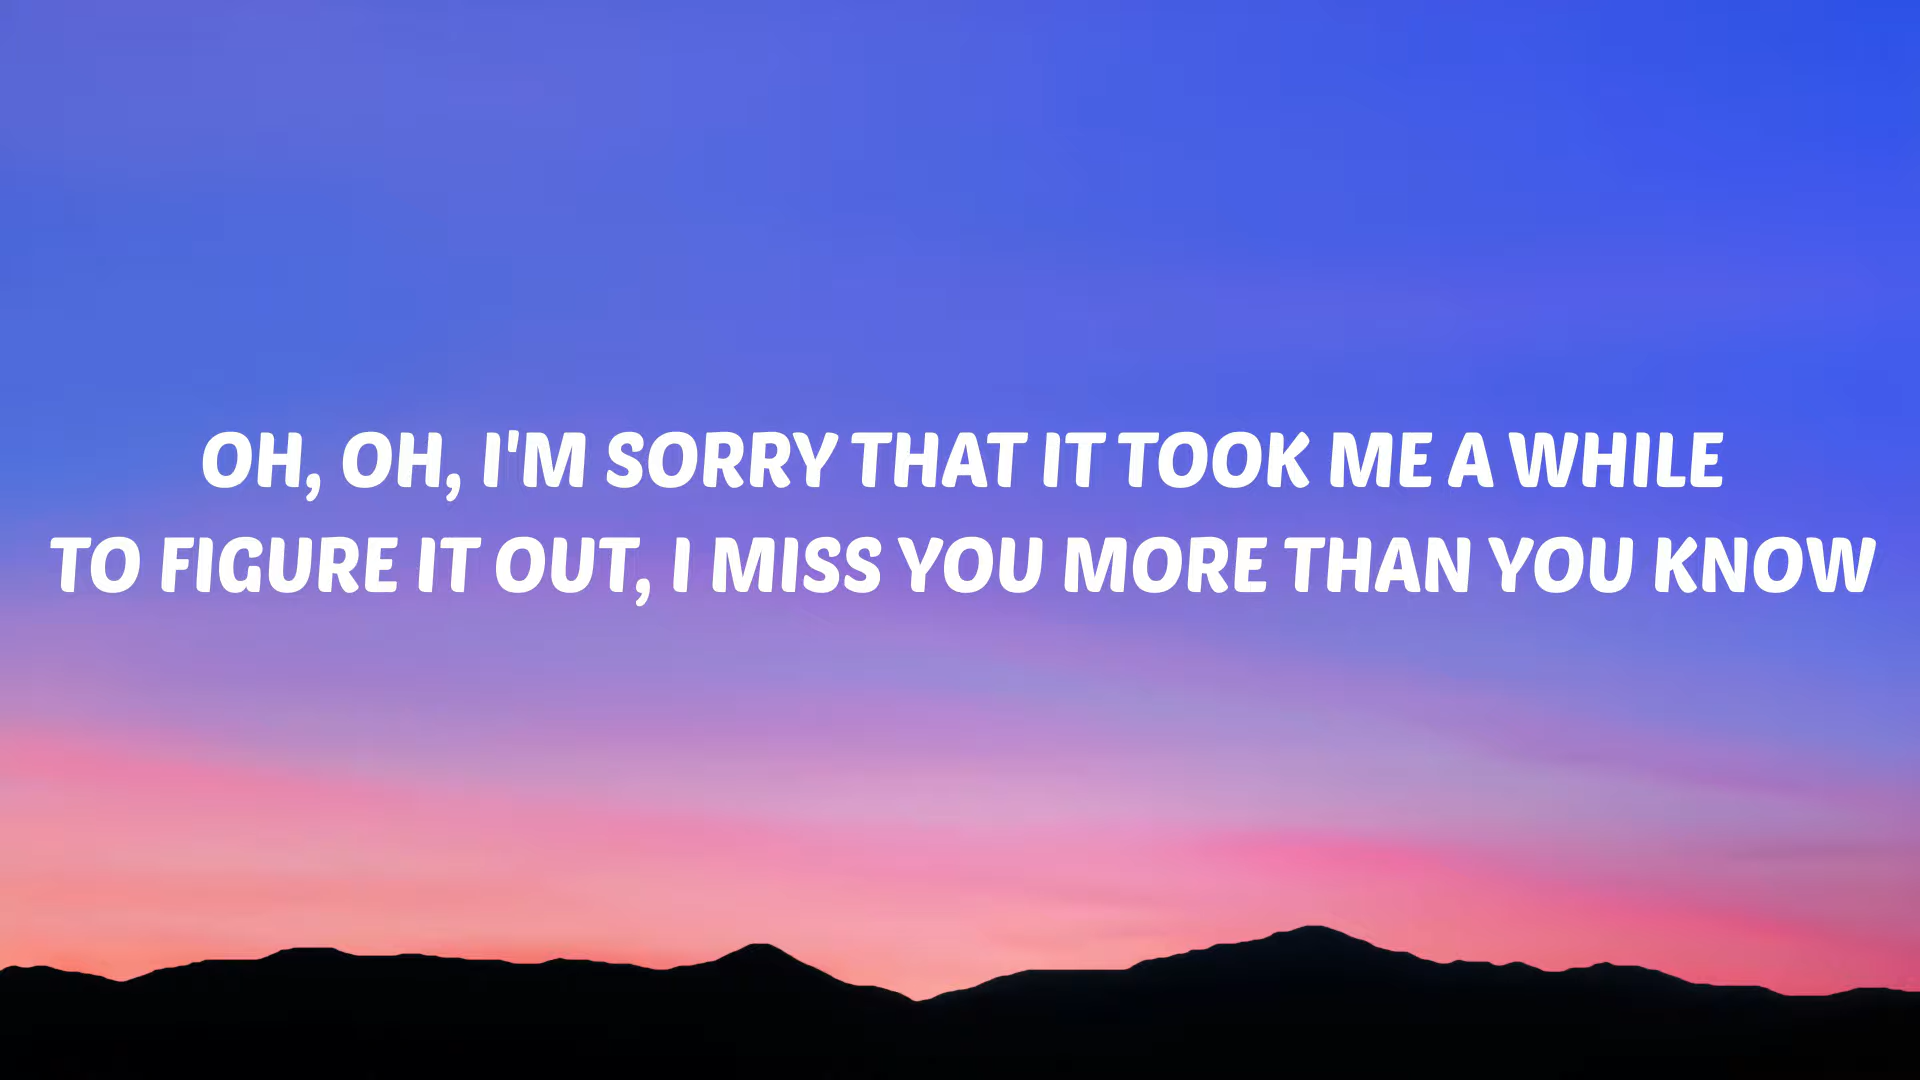 OH, OH, I'M SORRY THAT IT TOOK ME A WHILE
TO FIGURE IT OUT, I MISS YOU MORE THAN YOU KNOW